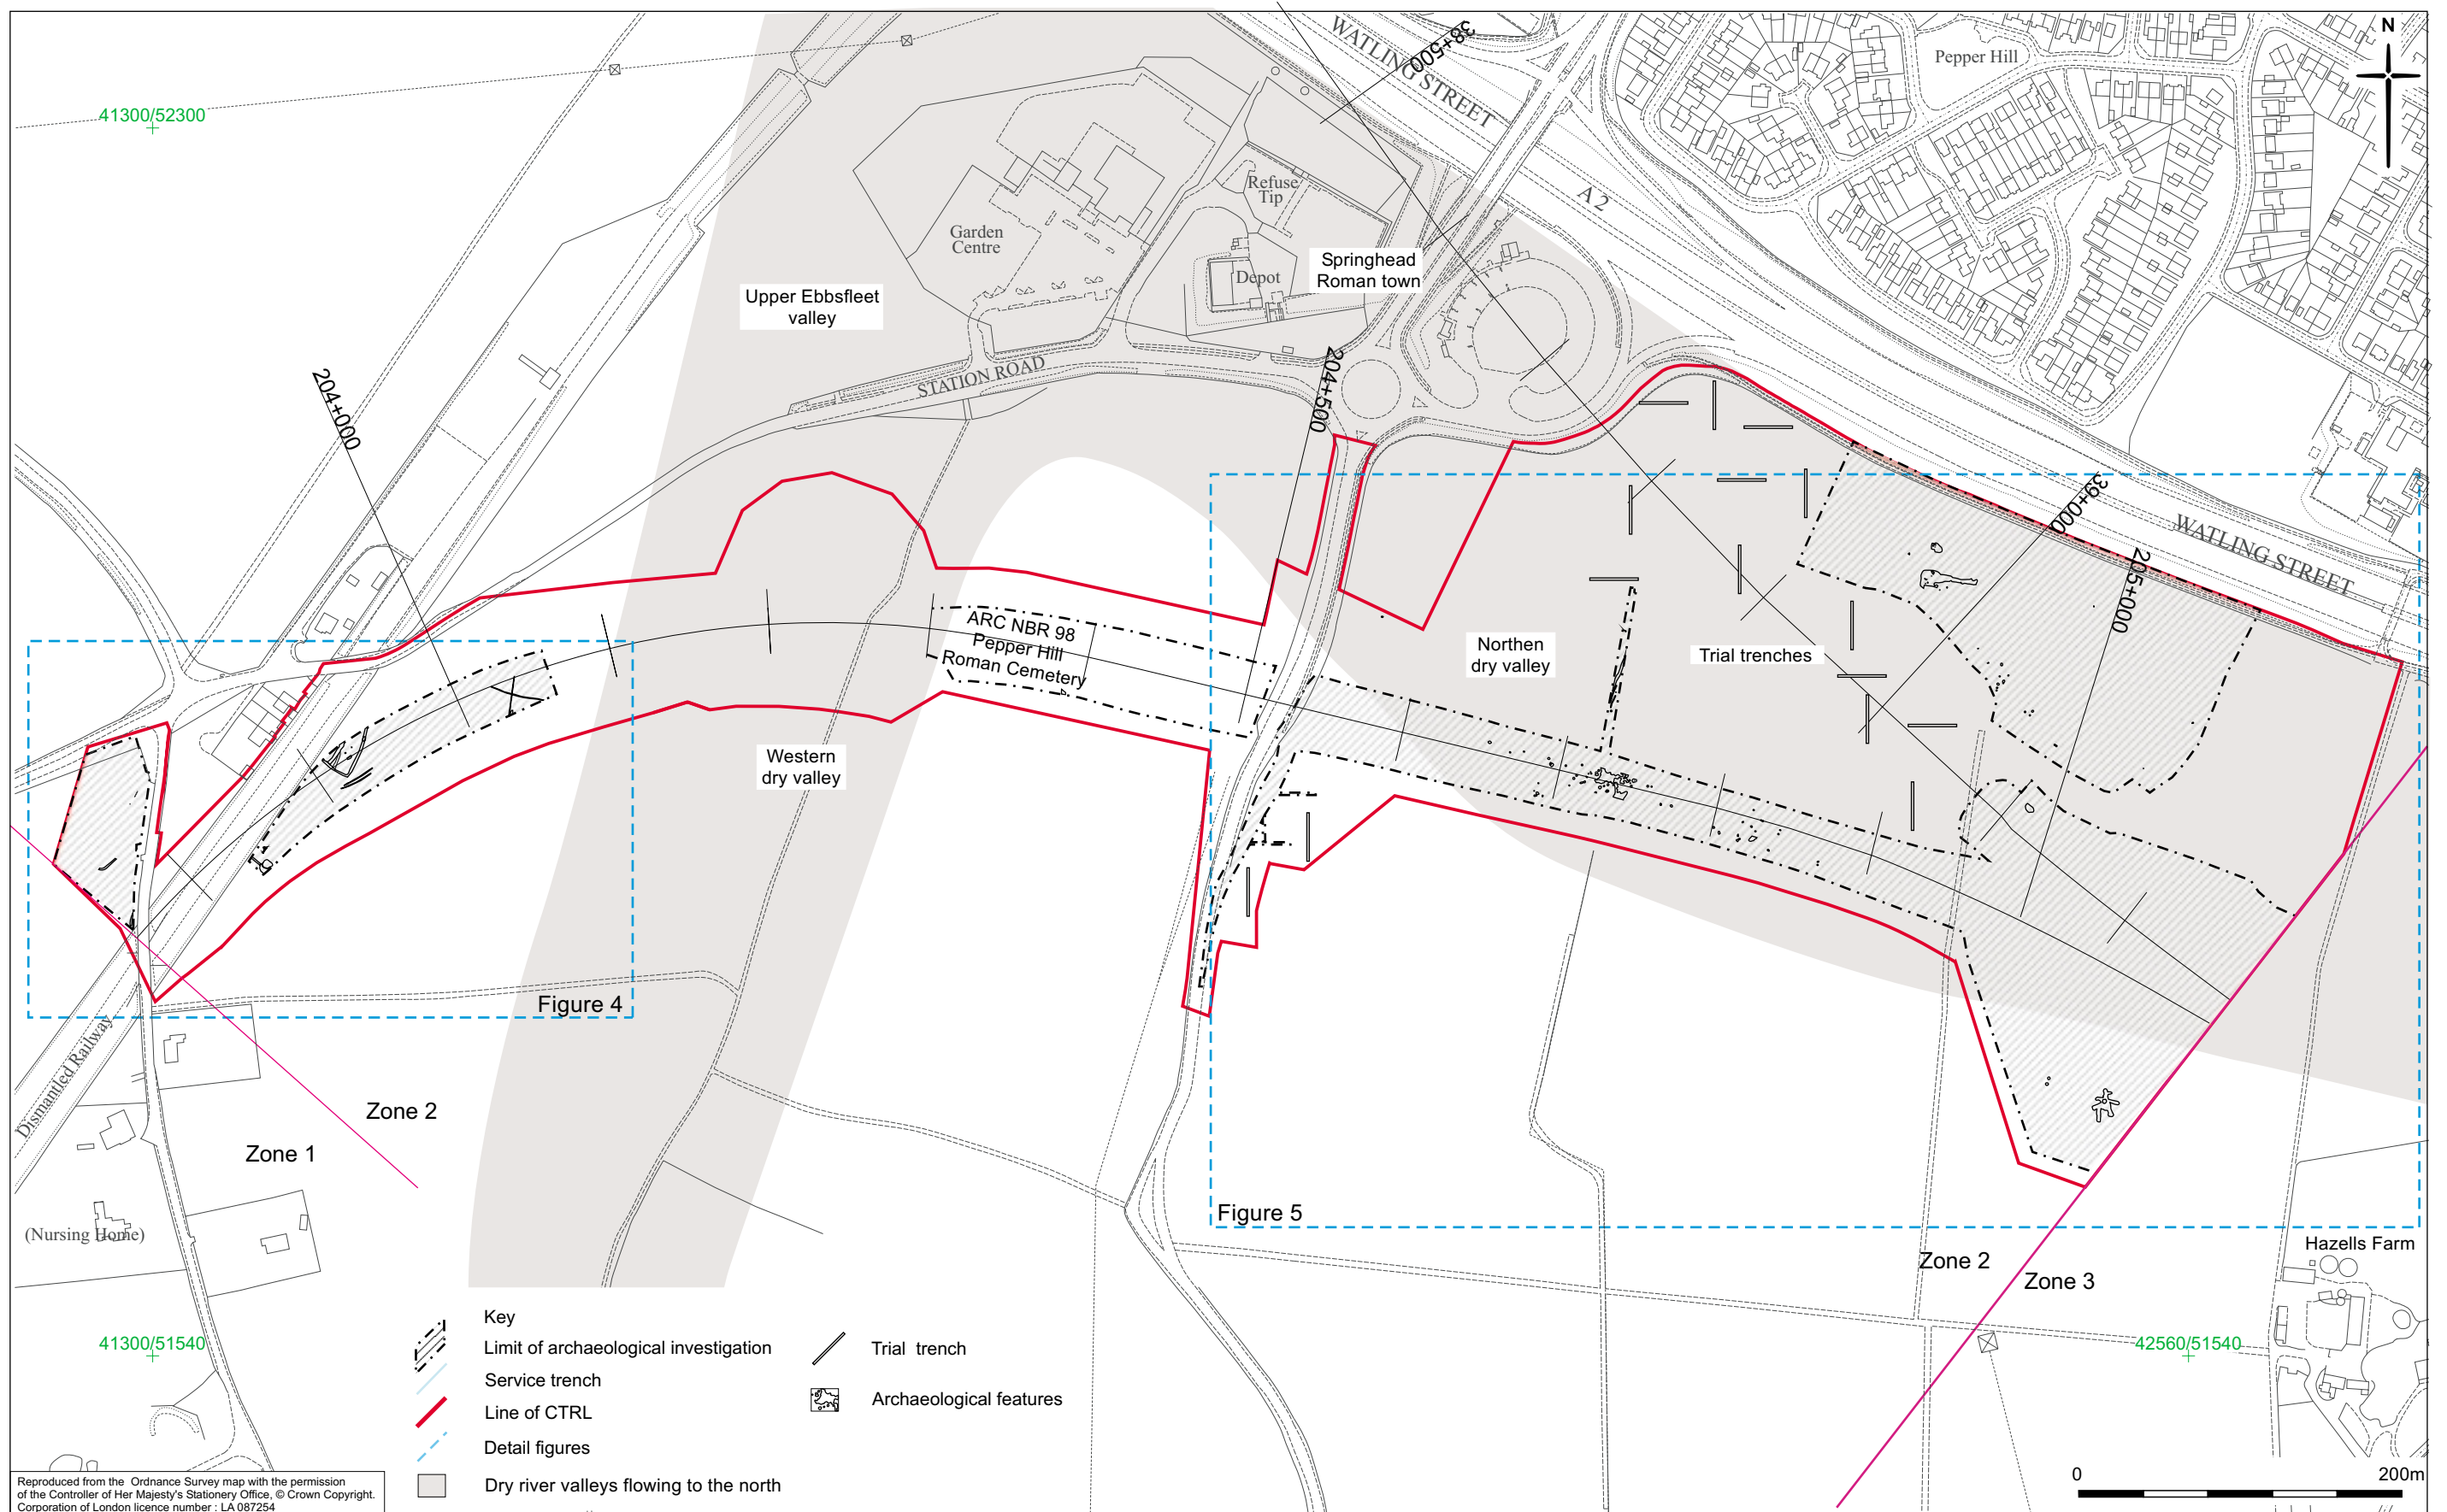 N
WATLING STREET
38+500
Pepper Hill
41300/52300
A 2
Refuse
Tip
Garden
Centre
Springhead
Roman town
Depot
Upper Ebbsfleet
valley
STATION ROAD
204+000
204+500
39+000
WATLING STREET
205+000
ARC NBR 98
Pepper Hill
Roman Cemetery
Northen
dry valley
Trial trenches
Western
dry valley
Figure 4
Dismantled Railway
Zone 2
Zone 1
Figure 5
(Nursing Home)
Hazells Farm
Zone 2
Zone 3
41300/51540
42560/51540
Key
Limit of archaeological investigation
Service trench
Line of CTRL
Detail figures
Dry river valleys flowing to the north
Trial trench
Archaeological features
0 200m
Reproduced from the Ordnance Survey map with the permission
of the Controller of Her Majesty's Stationery Office, © Crown Copyright.
Corporation of London licence number : LA 087254